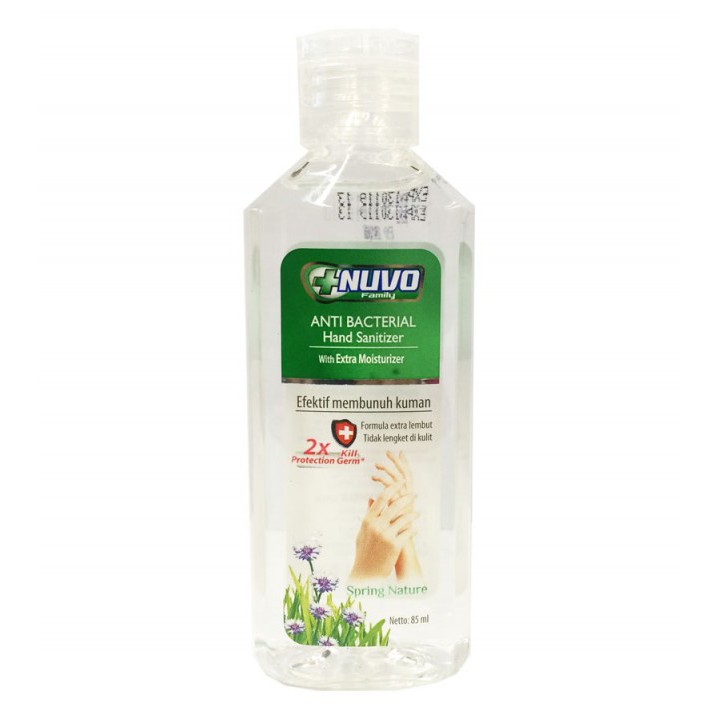 NUVO
Family
ANTI BACTERIAL
Hand Sanitizer
With Extra Moisturizer
Efektif membunuh kuman
Formula extra lembut
Tidak lengket di kulit
2x Kill
Protection Germ*
Spring Nature
Netto: 85 ml